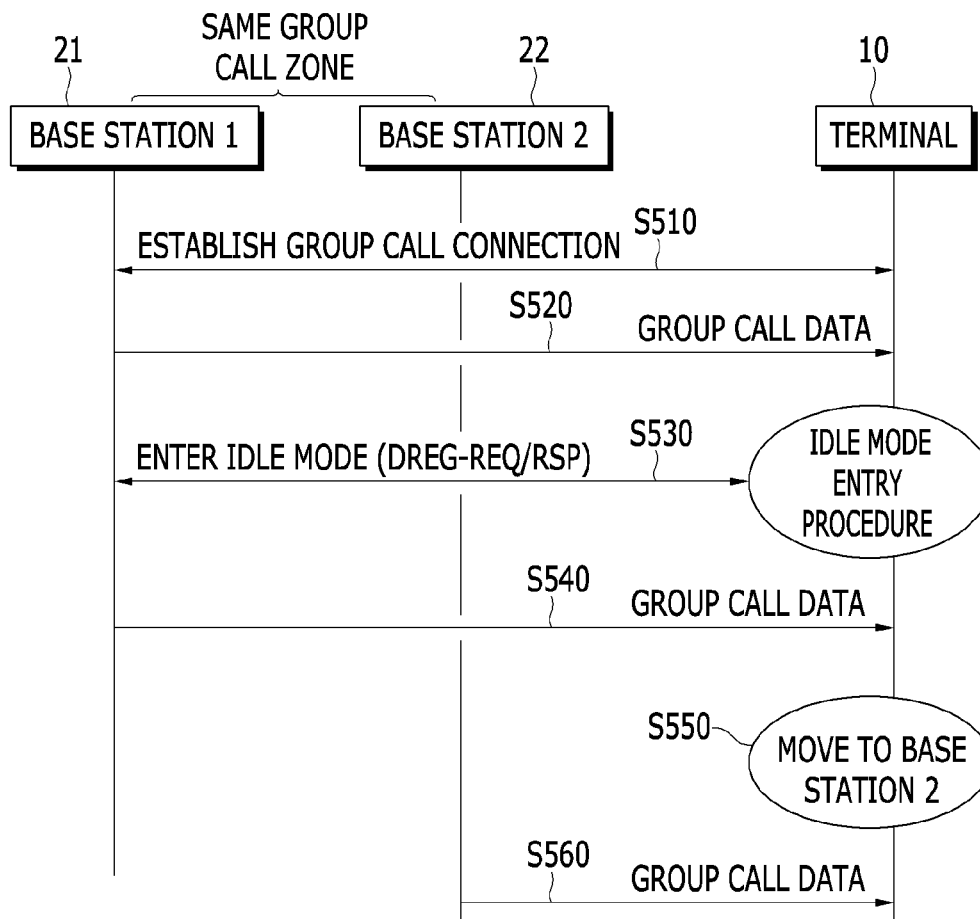 SAME GROUP
CALL ZONE
21
22
10
BASE STATION 1
BASE STATION 2
TERMINAL
S510
ESTABLISH GROUP CALL CONNECTION
S520
GROUP CALL DATA
S530
ENTER IDLE MODE (DREG-REQ/RSP)
IDLE MODE
ENTRY
PROCEDURE
S540
GROUP CALL DATA
S550
MOVE TO BASE
STATION 2
S560
GROUP CALL DATA